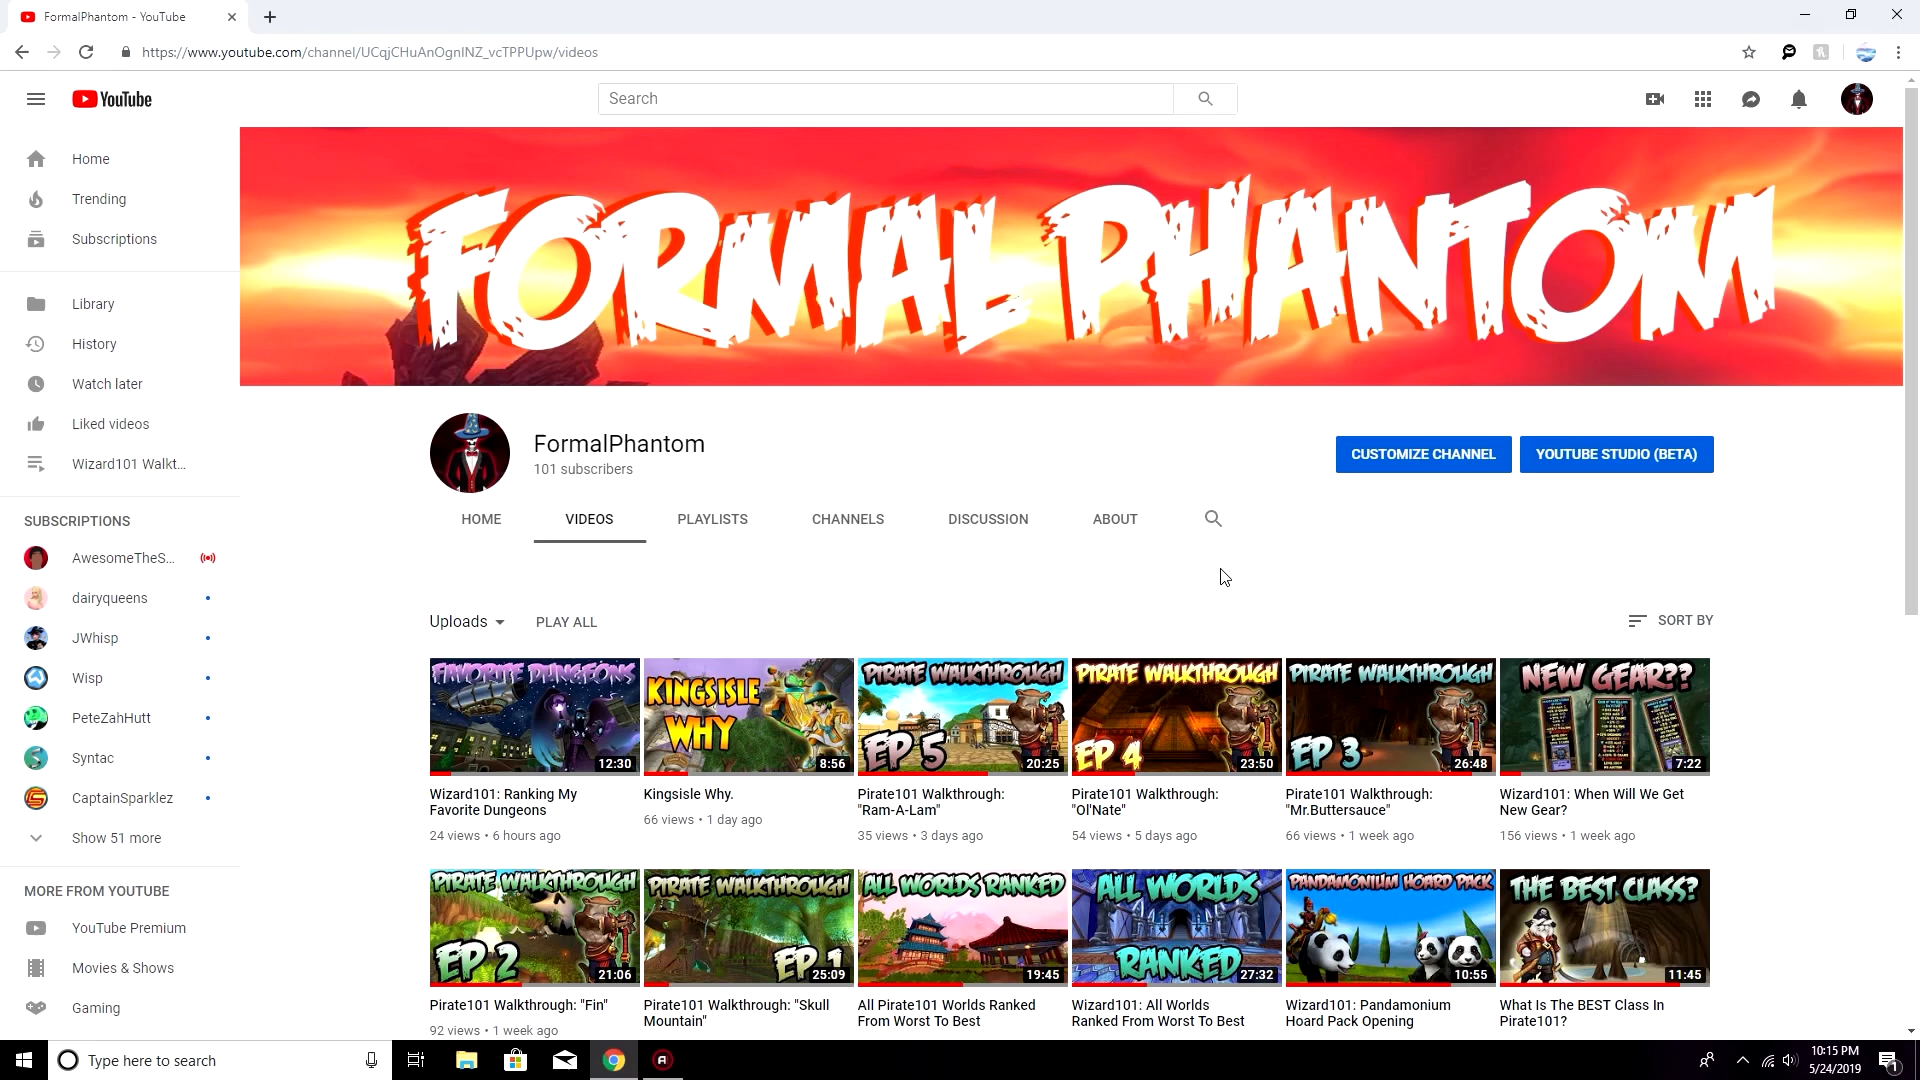 FormalPhantom - YouTube
https://www.youtube.com/channel/UCqjCHuAnOgnINZ_vcTPPUpw/videos
YouTube
Search
Home
Trending
Subscriptions
Library
History
Watch later
Liked videos
Wizard101 Walkt...
SUBSCRIPTIONS
AwesomeTheS...
dairyqueens
JWhisp
Wisp
PeteZahHutt
Syntac
CaptainSparklez
Show 51 more
MORE FROM YOUTUBE
YouTube Premium
Movies & Shows
Gaming
FORMAL PHANTOM
FormalPhantom
101 subscribers
CUSTOMIZE CHANNEL
YOUTUBE STUDIO (BETA)
HOME VIDEOS PLAYLISTS CHANNELS DISCUSSION ABOUT
Uploads PLAY ALL
SORT BY
FAVORITE DUNGEONS
12:30
Wizard101: Ranking My
Favorite Dungeons
24 views • 6 hours ago
KINGSISLE
WHY
8:56
Kingsisle Why.
66 views • 1 day ago
PIRATE WALKTHROUGH
EP 5
20:25
Pirate101 Walkthrough:
"Ram-A-Lam"
35 views • 3 days ago
PIRATE WALKTHROUGH
EP 4
23:50
Pirate101 Walkthrough:
"Ol'Nate"
54 views • 5 days ago
PIRATE WALKTHROUGH
EP 3
26:48
Pirate101 Walkthrough:
"Mr.Buttersauce"
66 views • 1 week ago
NEW GEAR??
7:22
Wizard101: When Will We Get
New Gear?
156 views • 1 week ago
PIRATE WALKTHROUGH
EP 2
21:06
Pirate101 Walkthrough: "Fin"
92 views • 1 week ago
PIRATE WALKTHROUGH
EP 1
25:09
Pirate101 Walkthrough: "Skull
Mountain"
ALL WORLDS RANKED
19:45
All Pirate101 Worlds Ranked
From Worst To Best
ALL WORLDS
RANKED
27:32
Wizard101: All Worlds
Ranked From Worst To Best
PANDAMONIUM HOARD PACK
10:55
Wizard101: Pandamonium
Hoard Pack Opening
THE BEST CLASS?
11:45
What Is The BEST Class In
Pirate101?
Type here to search
10:15 PM
5/24/2019
1